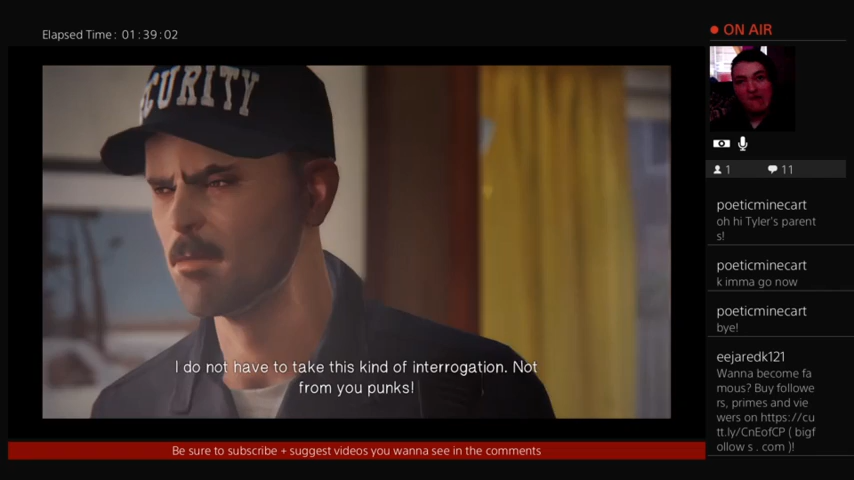 Elapsed Time: 01:39:02
ON AIR
CURITY
1
11
poeticminecart
oh hi Tyler's parent
s!
poeticminecart
k imma go now
poeticminecart
bye!
eejaredk121
Wanna become fa
mous? Buy followe
rs, primes and vie
wers on https://cu
tt.ly/CnEofCP ( bigf
ollow s . com )!
I do not have to take this kind of interrogation. Not
from you punks!
Be sure to subscribe + suggest videos you wanna see in the comments